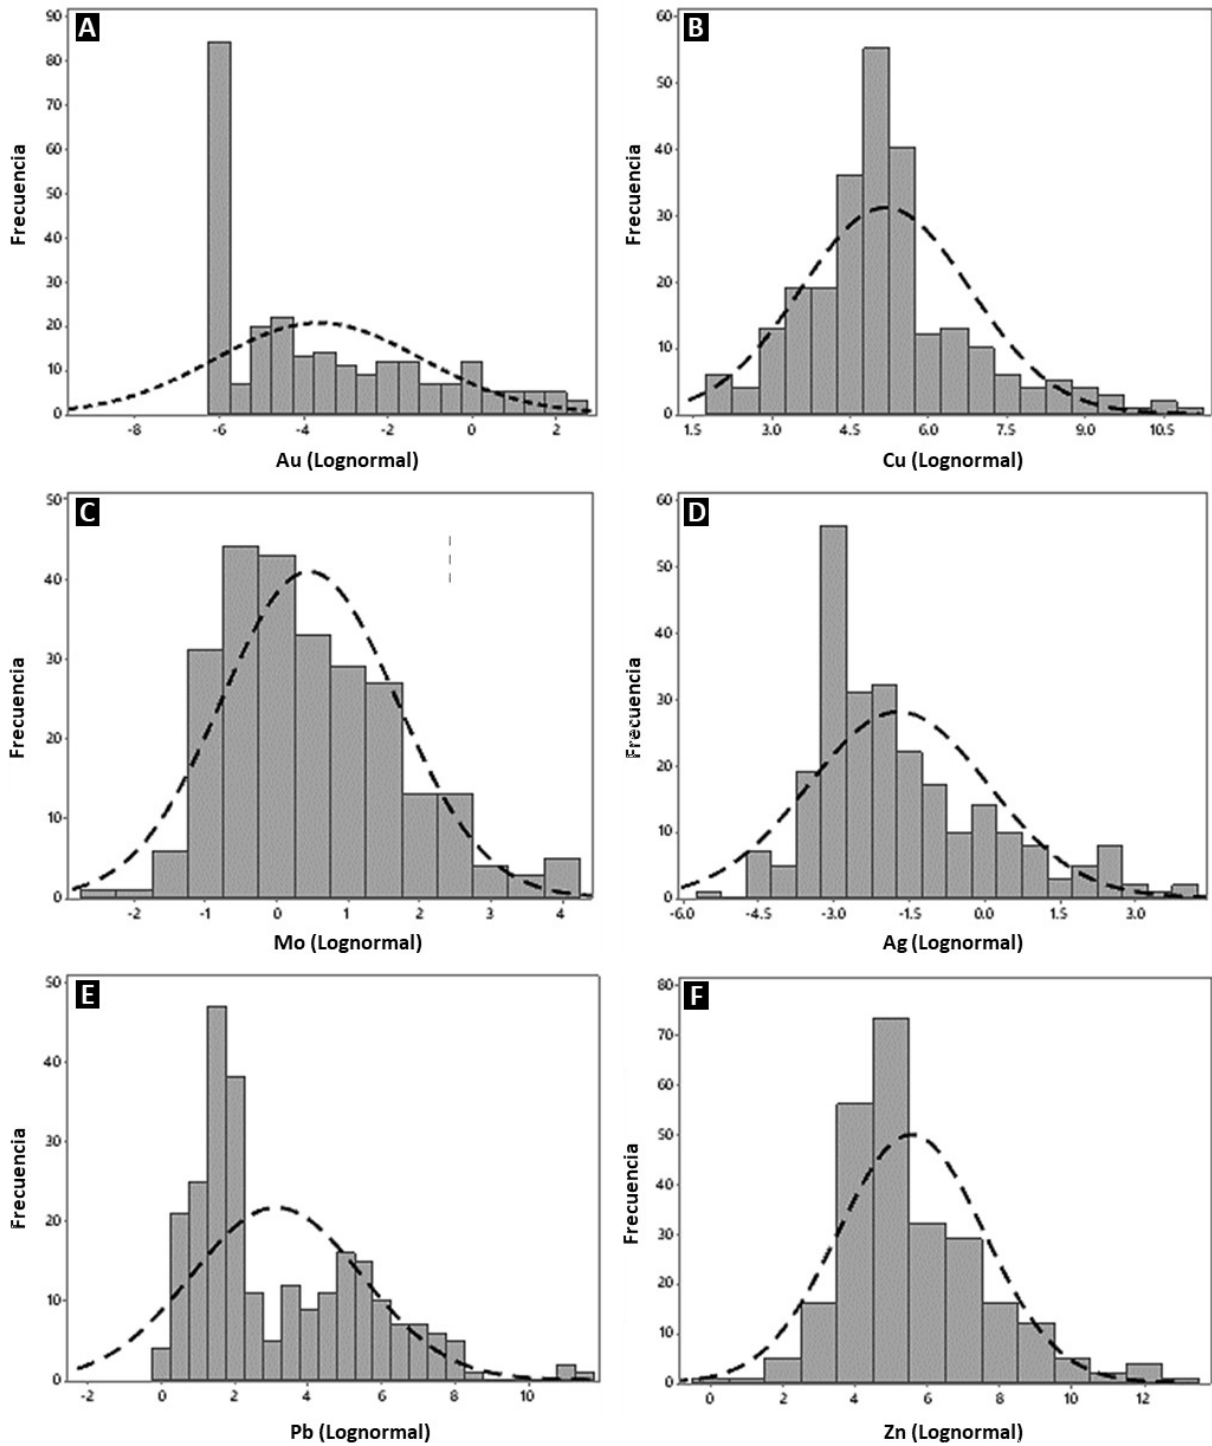 A
90
80
70
60
50
40
30
20
10
0
Frecuencia
-8 -6 -4 -2 0 2
Au (Lognormal)
B
60
50
40
30
20
10
0
Frecuencia
1.5 3.0 4.5 6.0 7.5 9.0 10.5
Cu (Lognormal)
C
50
40
30
20
10
0
Frecuencia
-2 -1 0 1 2 3 4
Mo (Lognormal)
D
60
50
40
30
20
10
0
Frecuencia
-6.0 -4.5 -3.0 -1.5 0.0 1.5 3.0
Ag (Lognormal)
E
50
40
30
20
10
0
Frecuencia
-2 0 2 4 6 8 10
Pb (Lognormal)
F
80
70
60
50
40
30
20
10
0
Frecuencia
0 2 4 6 8 10 12
Zn (Lognormal)